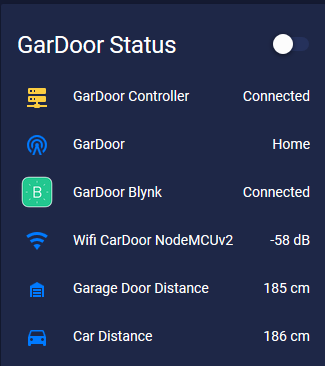 GarDoor Status
GarDoor Controller Connected
GarDoor Home
B GarDoor Blynk Connected
Wifi CarDoor NodeMCUv2 -58 dB
Garage Door Distance 185 cm
Car Distance 186 cm